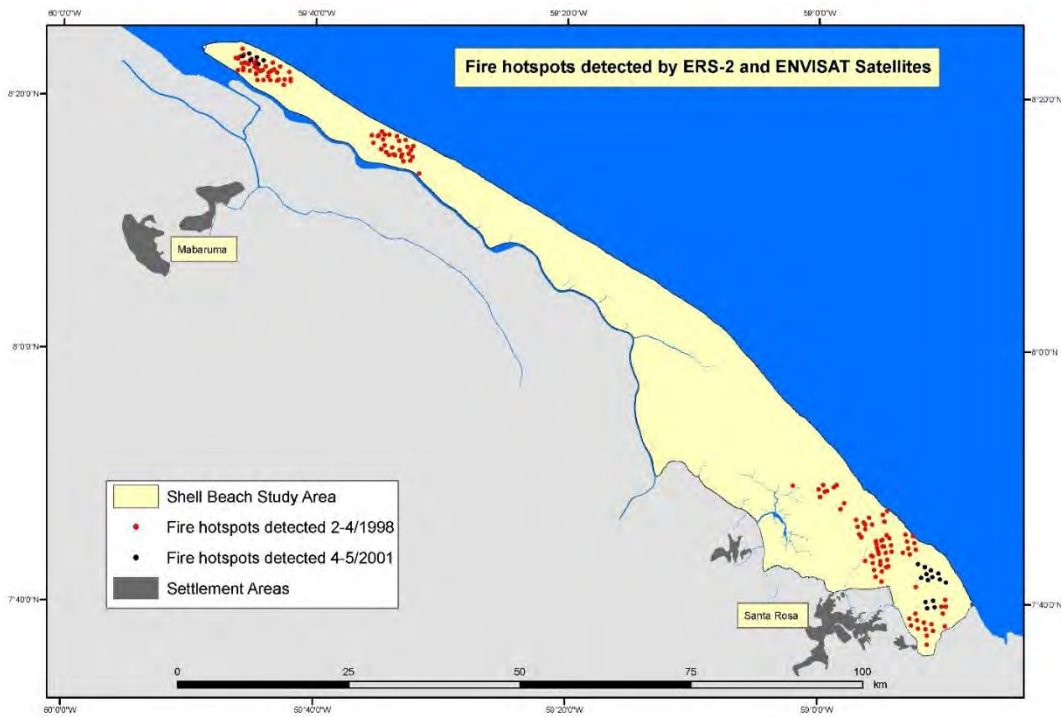 60°0'0"W 59°40'0"W 59°20'0"W 59°0'0"W
Fire hotspots detected by ERS-2 and ENVISAT Satellites
8°20'0"N 8°20'0"N
Mabaruma
8°0'0"N 8°0'0"N
Shell Beach Study Area
Fire hotspots detected 2-4/1998
Fire hotspots detected 4-5/2001
Settlement Areas
7°40'0"N 7°40'0"N
Santa Rosa
0 25 50 75 100
km
60°0'0"W 59°40'0"W 59°20'0"W 59°0'0"W